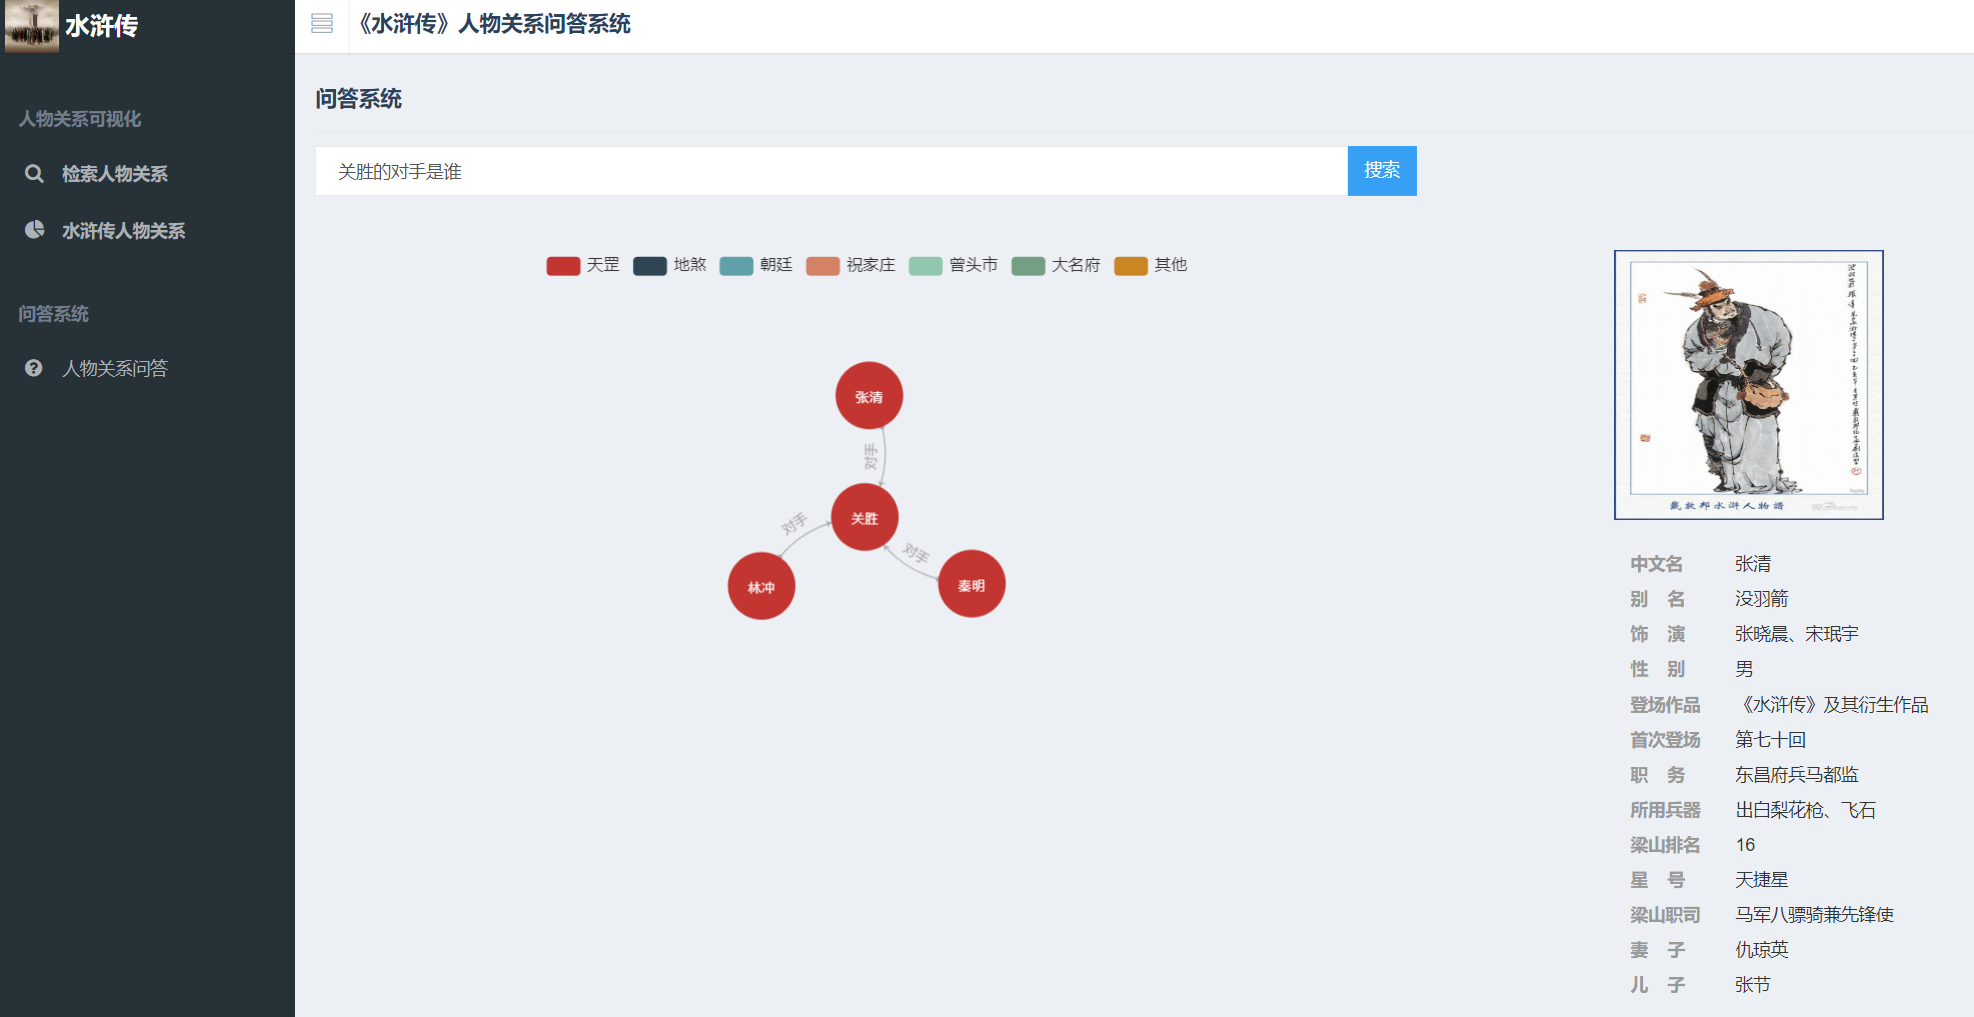 水浒传
《水浒传》人物关系问答系统
人物关系可视化
检索人物关系
水浒传人物关系
问答系统
人物关系问答
问答系统
关胜的对手是谁
搜索
天罡 地煞 朝廷 祝家庄 曾头市 大名府 其他
张清
对手
关胜
对手
对手
林冲
秦明
戴敦邦水浒人物谱
中文名 张清
别 名 没羽箭
饰 演 张晓晨、宋珉宇
性 别 男
登场作品 《水浒传》及其衍生作品
首次登场 第七十回
职 务 东昌府兵马都监
所用兵器 出白梨花枪、飞石
梁山排名 16
星 号 天捷星
梁山职司 马军八骠骑兼先锋使
妻 子 仇琼英
儿 子 张节